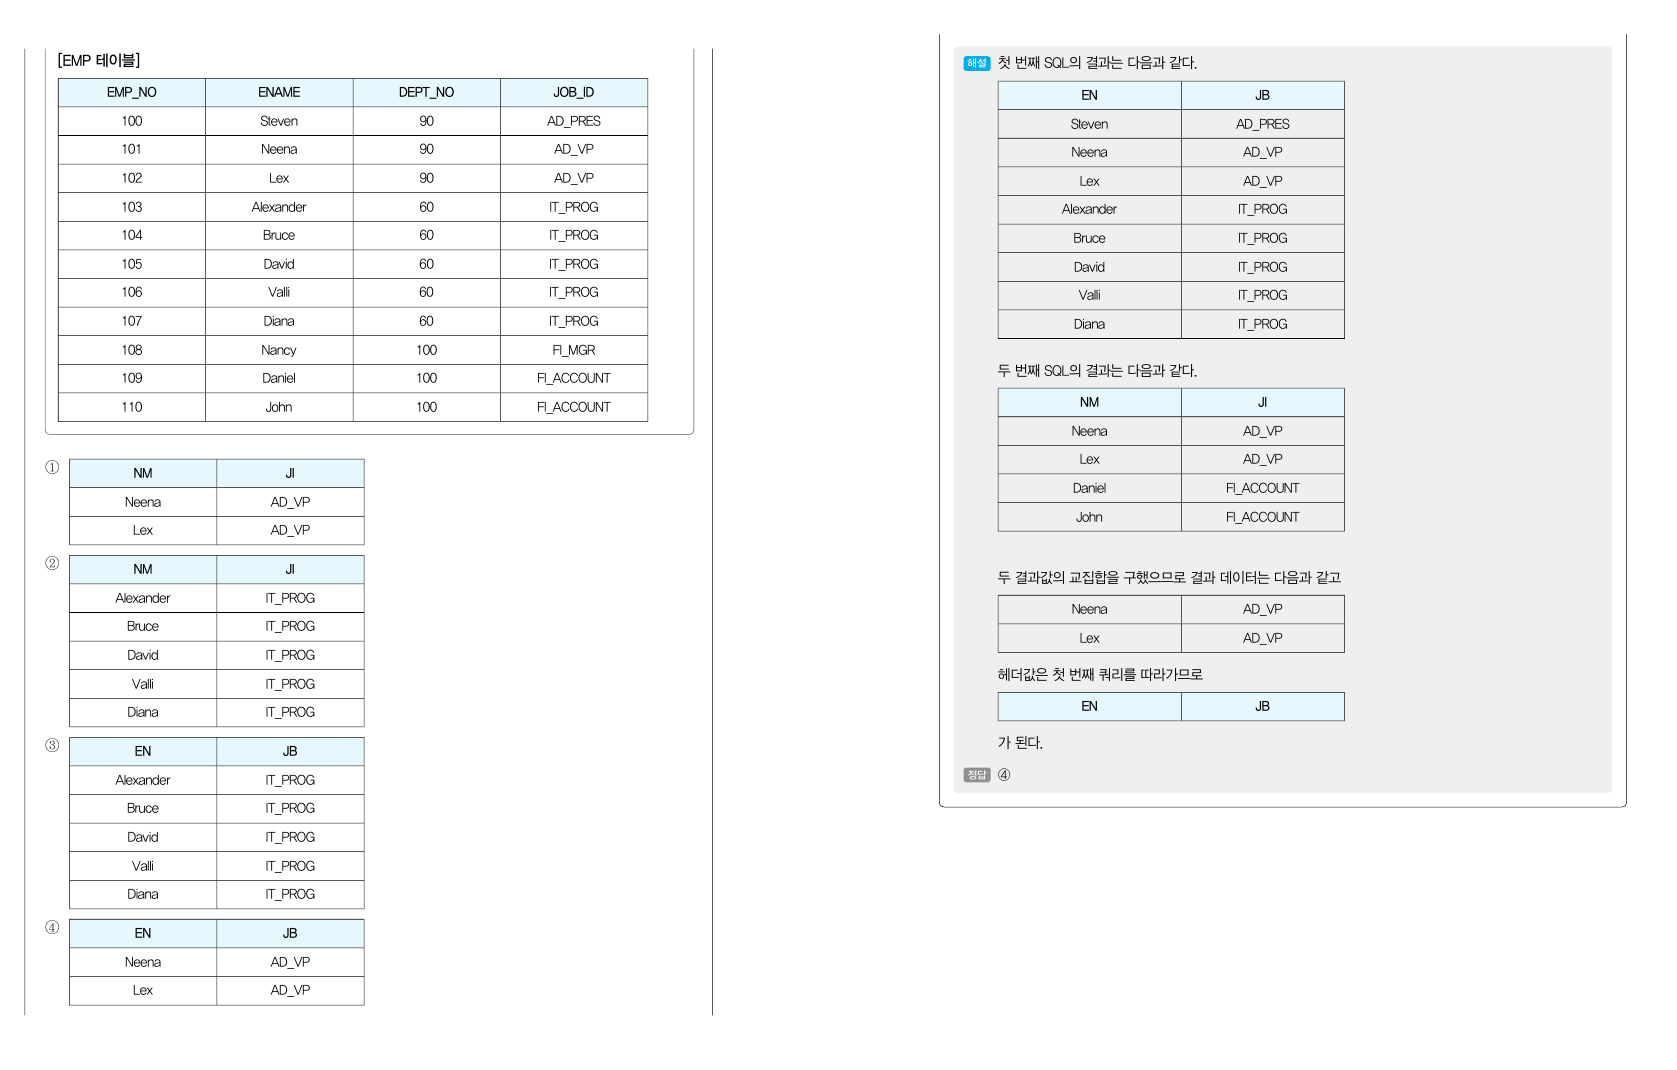 [EMP 테이블]
EMP_NO ENAME DEPT_NO JOB_ID
100 Steven 90 AD_PRES
101 Neena 90 AD_VP
102 Lex 90 AD_VP
103 Alexander 60 IT_PROG
104 Bruce 60 IT_PROG
105 David 60 IT_PROG
106 Valli 60 IT_PROG
107 Diana 60 IT_PROG
108 Nancy 100 FI_MGR
109 Daniel 100 FI_ACCOUNT
110 John 100 FI_ACCOUNT
① NM JI
Neena AD_VP
Lex AD_VP
② NM JI
Alexander IT_PROG
Bruce IT_PROG
David IT_PROG
Valli IT_PROG
Diana IT_PROG
③ EN JB
Alexander IT_PROG
Bruce IT_PROG
David IT_PROG
Valli IT_PROG
Diana IT_PROG
④ EN JB
Neena AD_VP
Lex AD_VP
해설 첫 번째 SQL의 결과는 다음과 같다.
EN JB
Steven AD_PRES
Neena AD_VP
Lex AD_VP
Alexander IT_PROG
Bruce IT_PROG
David IT_PROG
Valli IT_PROG
Diana IT_PROG
두 번째 SQL의 결과는 다음과 같다.
NM JI
Neena AD_VP
Lex AD_VP
Daniel FI_ACCOUNT
John FI_ACCOUNT
두 결과값의 교집합을 구했으므로 결과 데이터는 다음과 같고
Neena AD_VP
Lex AD_VP
헤더값은 첫 번째 쿼리를 따라가므로
EN JB
가 된다.
정답 ④